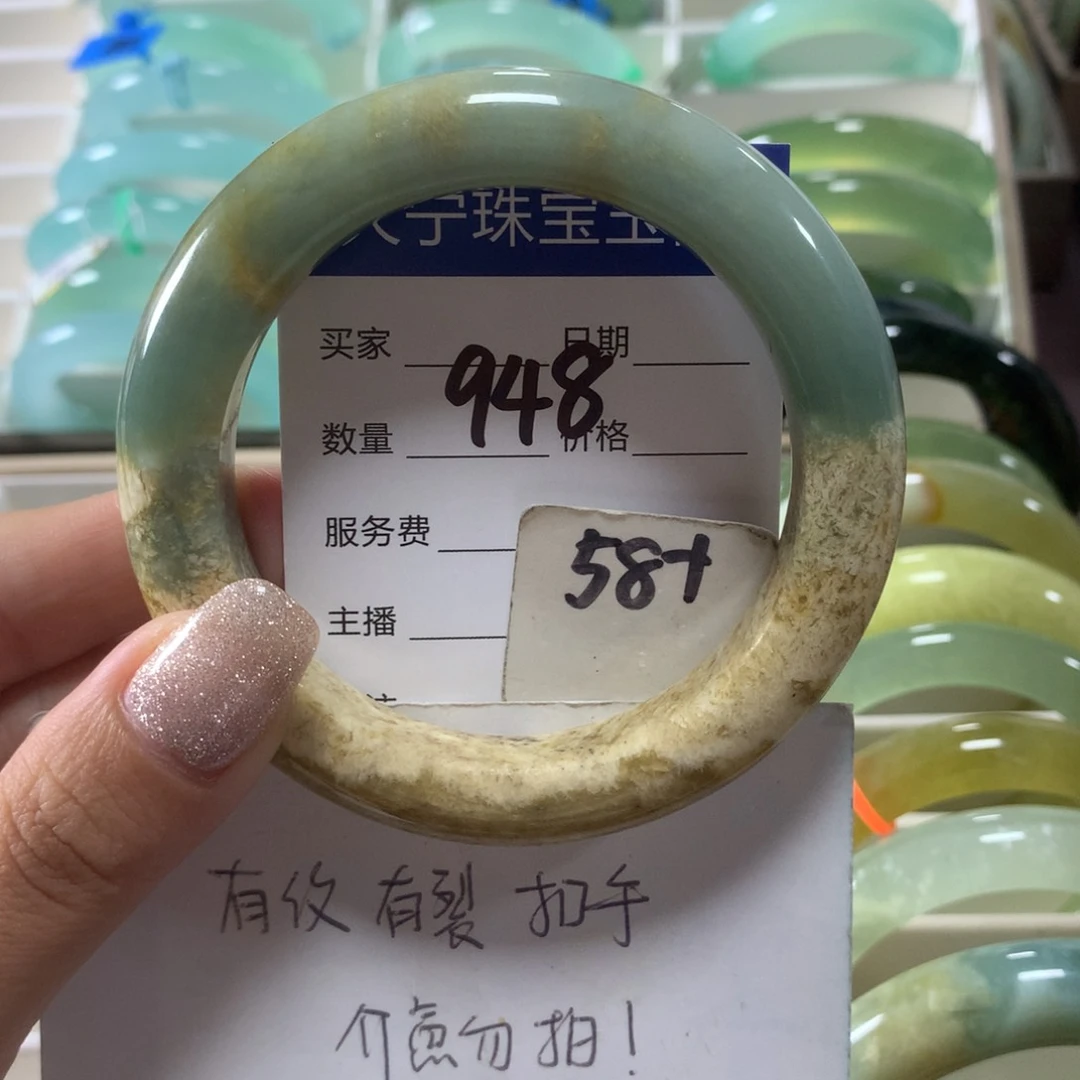 宁珠宝玉
买家 日期
948
数量 价格
服务费
58+
主播
有纹 有裂 扣手
介意勿拍！